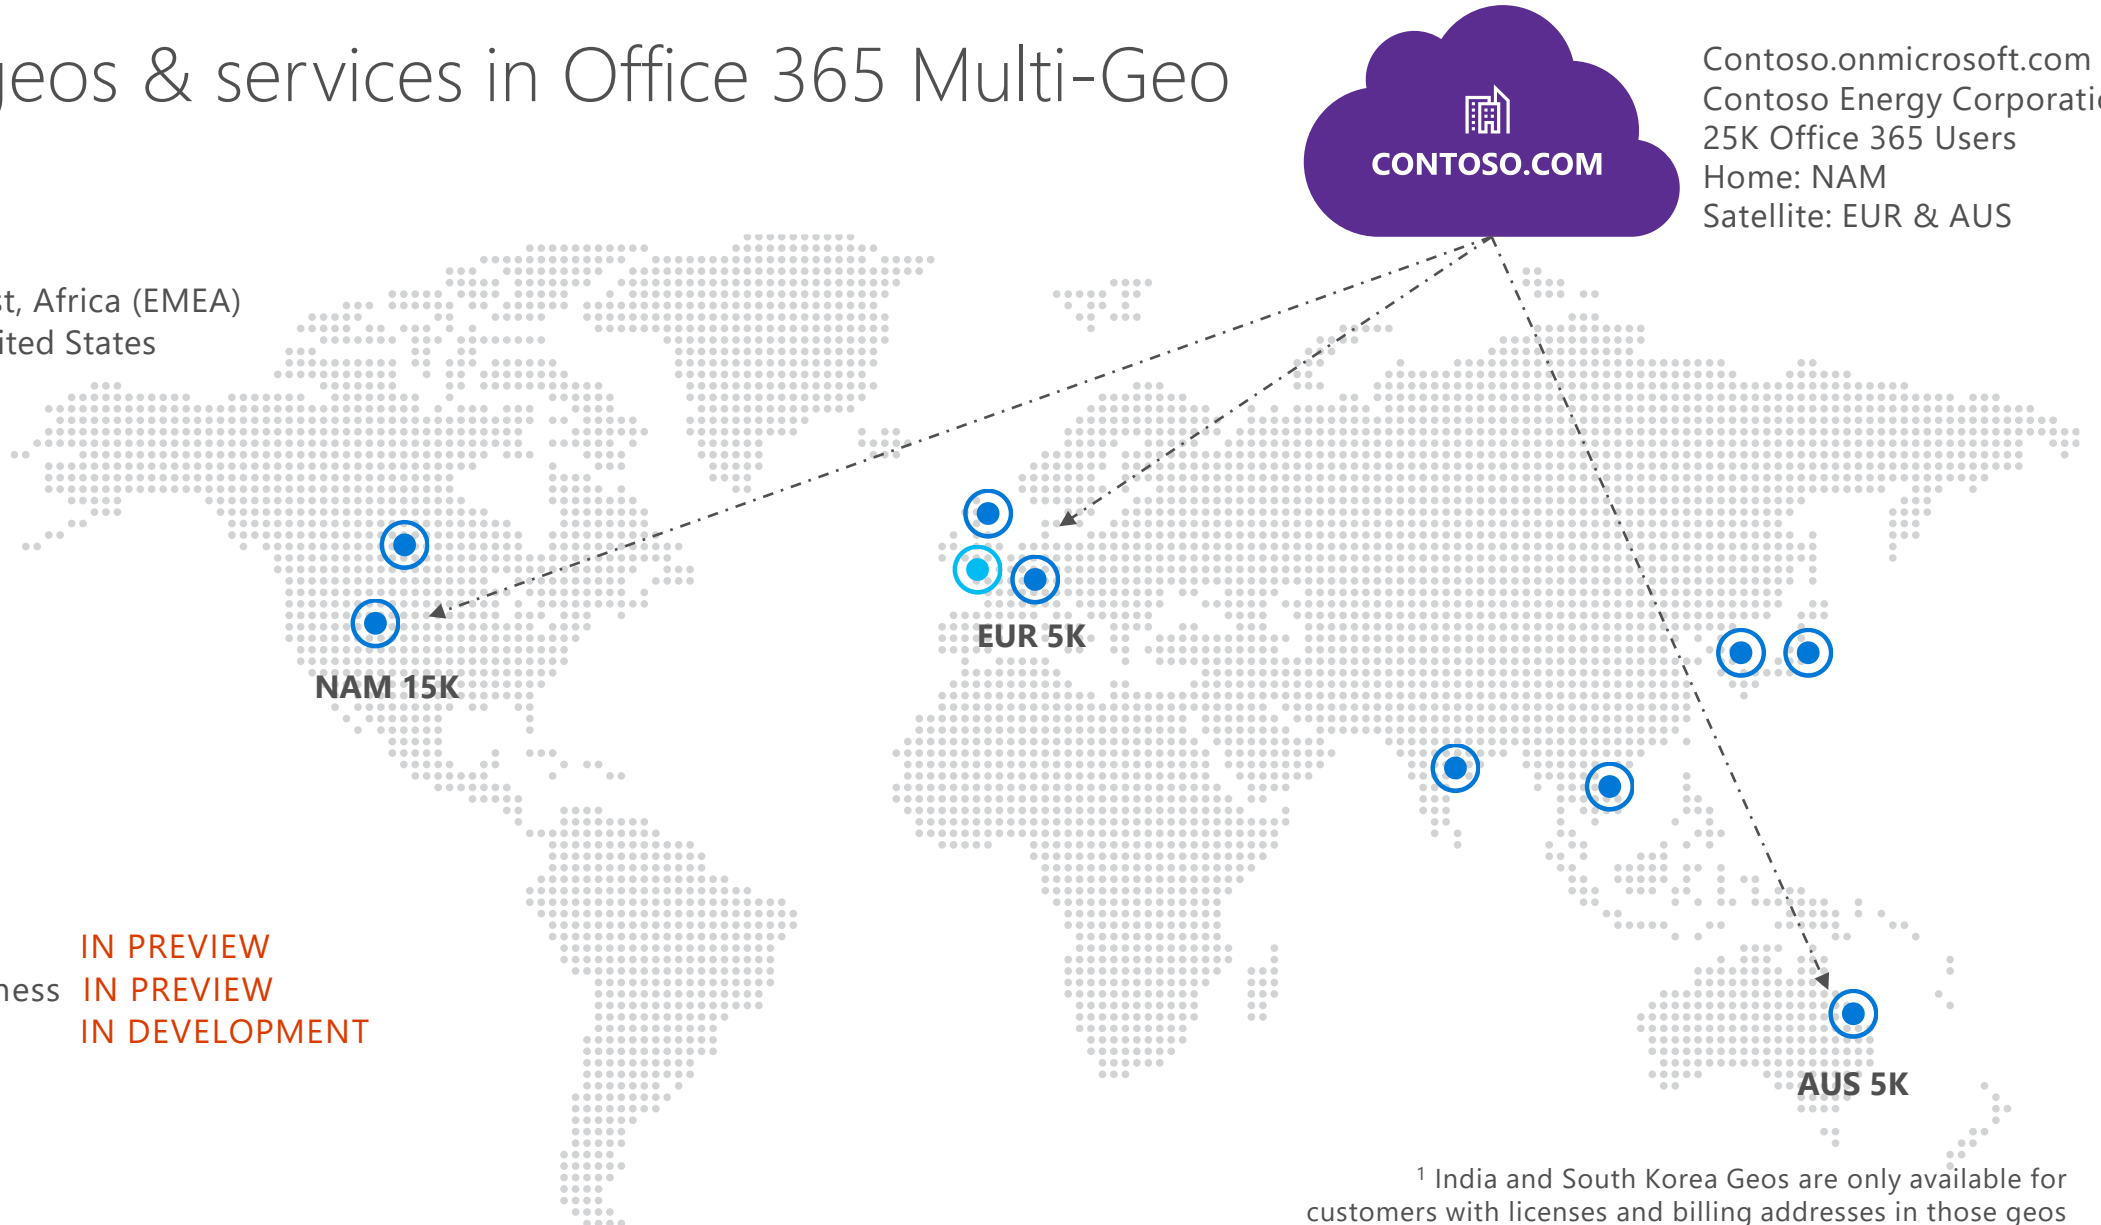 geos & services in Office 365 Multi-Geo
CONTOSO.COM
Contoso.onmicrosoft.com
Contoso Energy Corporatio
25K Office 365 Users
Home: NAM
Satellite: EUR & AUS
st, Africa (EMEA)
ited States
EUR 5K
NAM 15K
IN PREVIEW
ness IN PREVIEW
IN DEVELOPMENT
AUS 5K
¹ India and South Korea Geos are only available for
customers with licenses and billing addresses in those geos